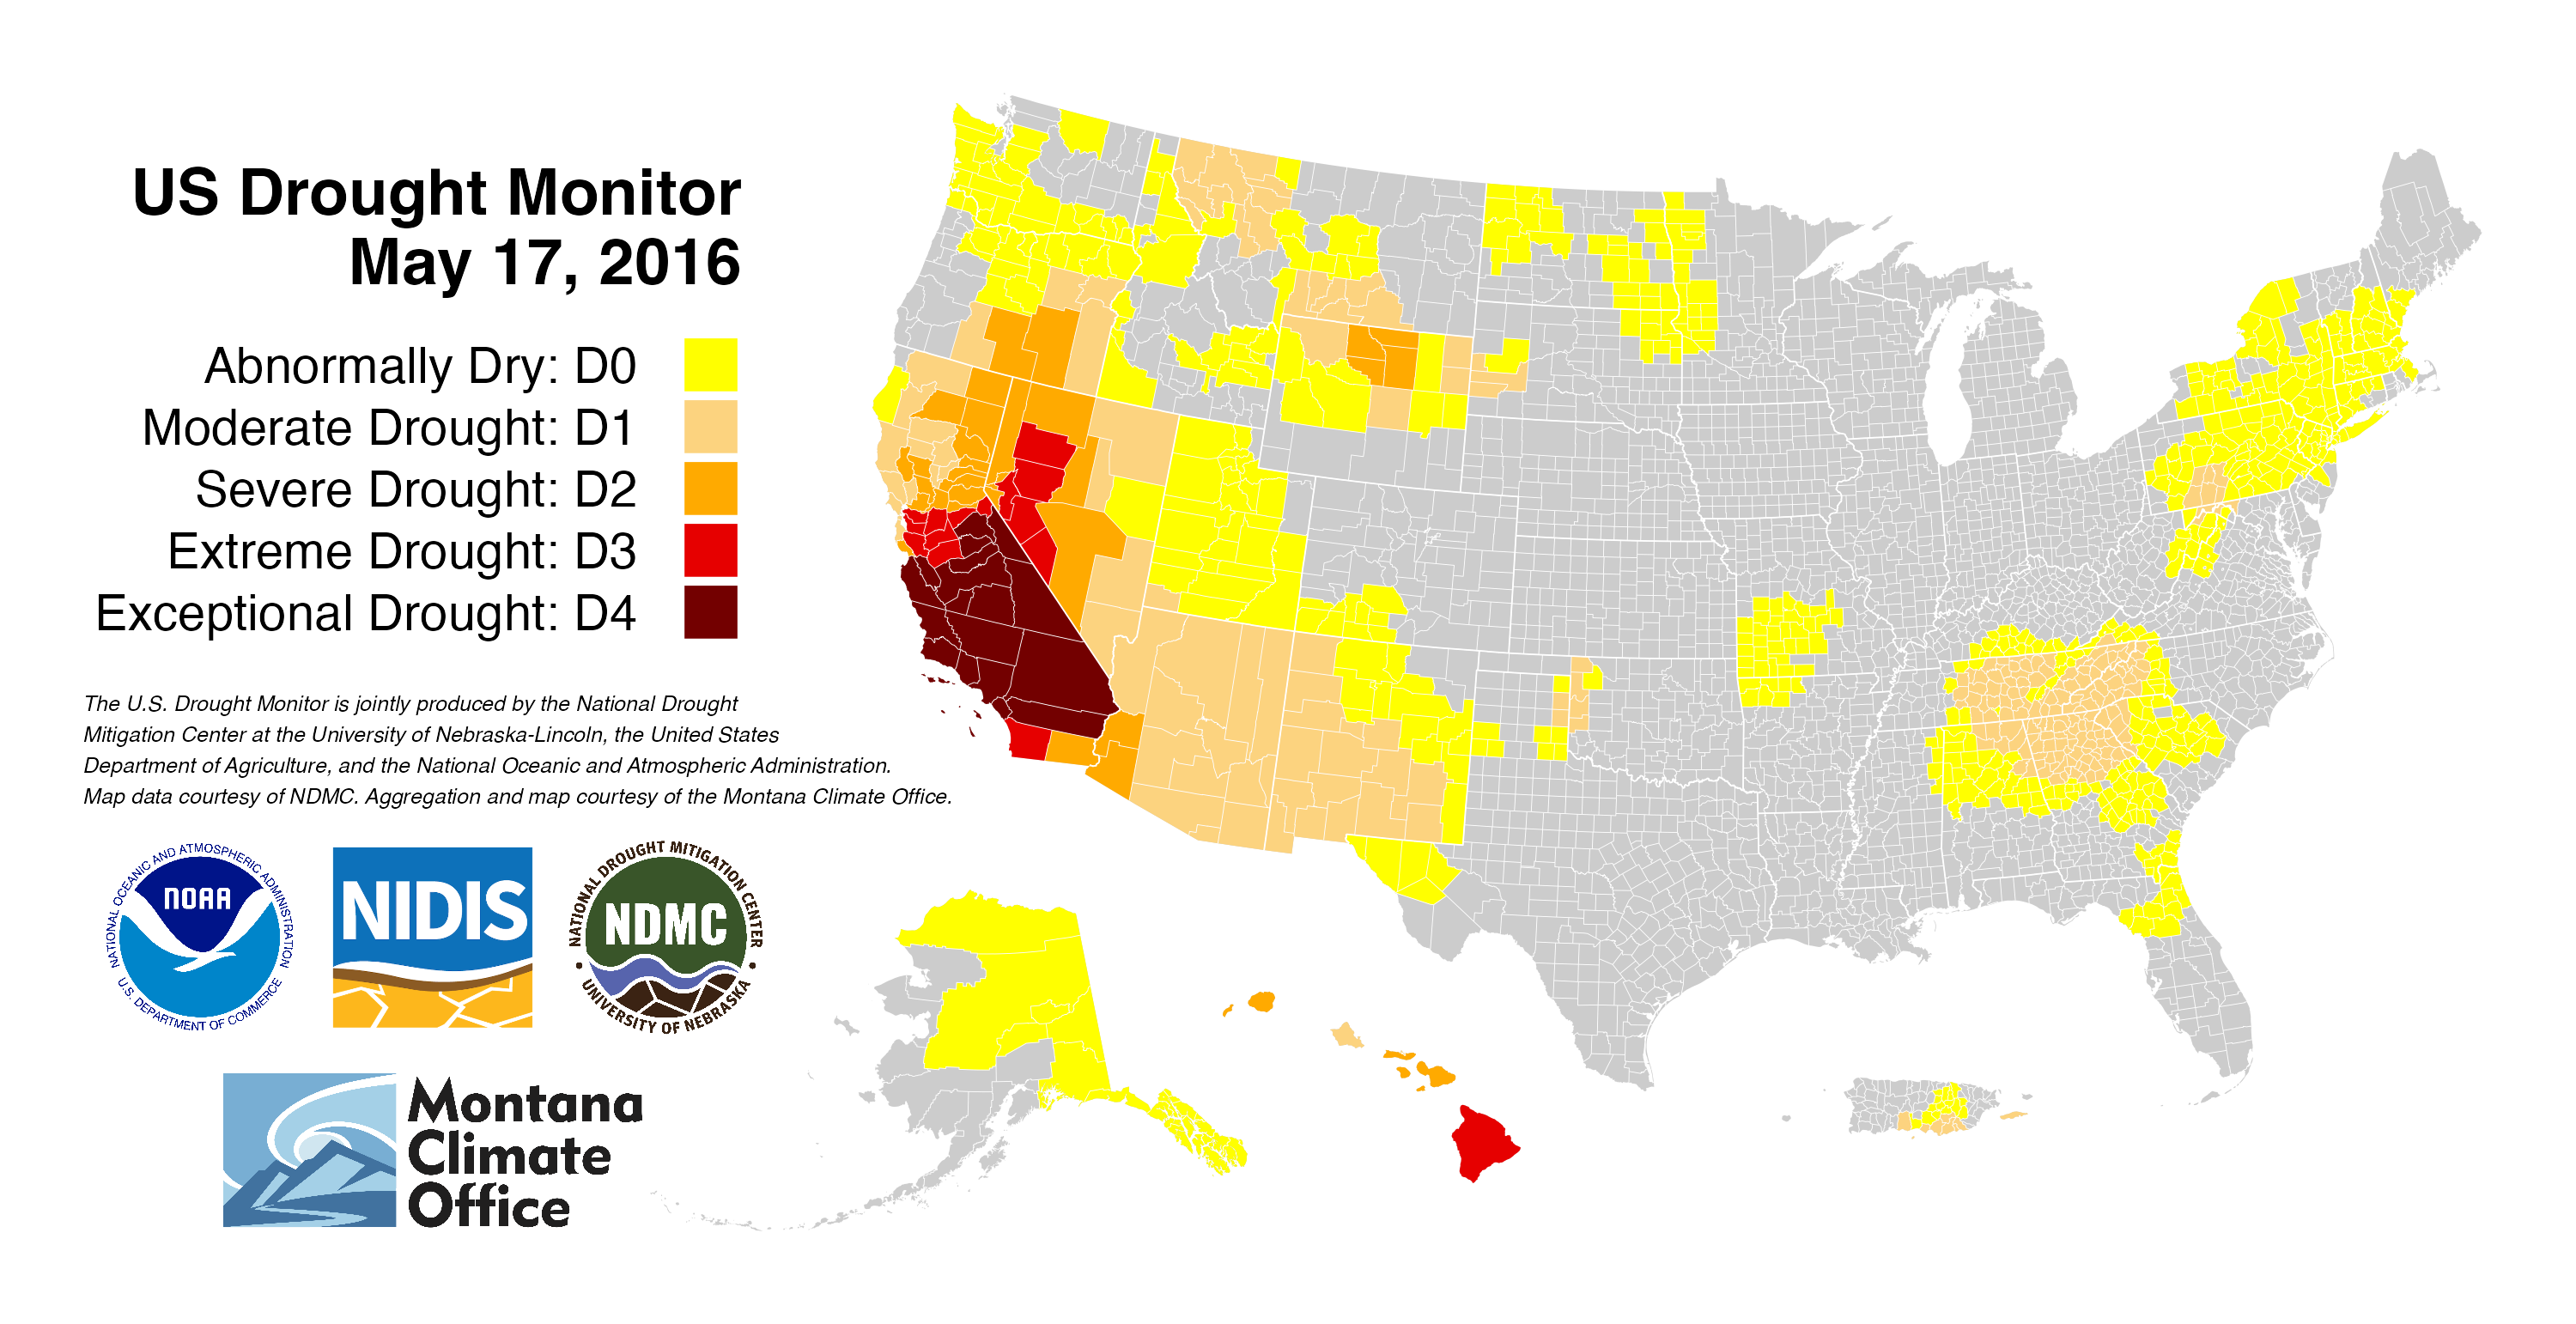 US Drought Monitor
May 17, 2016
Abnormally Dry: D0
Moderate Drought: D1
Severe Drought: D2
Extreme Drought: D3
Exceptional Drought: D4
The U.S. Drought Monitor is jointly produced by the National Drought
Mitigation Center at the University of Nebraska-Lincoln, the United States
Department of Agriculture, and the National Oceanic and Atmospheric Administration.
Map data courtesy of NDMC. Aggregation and map courtesy of the Montana Climate Office.
NATIONAL OCEANIC AND ATMOSPHERIC ADMINISTRATION
NOAA
U.S. DEPARTMENT OF COMMERCE
NIDIS
NATIONAL DROUGHT MITIGATION CENTER
NDMC
UNIVERSITY OF NEBRASKA
Montana
Climate
Office